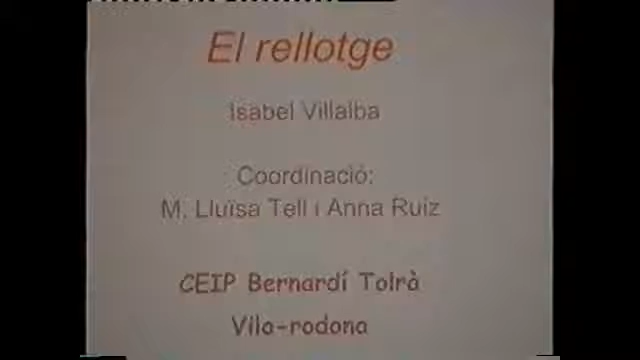 El rellotge
Isabel Villalba
Coordinació:
M. Lluïsa Tell i Anna Ruiz
CEIP Bernardí Tolrà
Vila-rodona